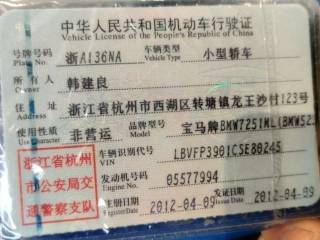 中华人民共和国机动车行驶证
Vehicle License of the People's Republic of China
号牌号码 浙A136NA 车辆类型 小型轿车
Plate No. Vehicle Type
所有人 韩建良
Owner
住址 浙江省杭州市西湖区转塘镇龙王沙村123号
Address
使用性质 非营运 品牌型号 宝马牌BMW7251ML(BMW52
Use Character Model
浙江省杭州 车辆识别代号 LBVFP3901CSE80245
VIN
市公安局交 发动机号码 05577994
Engine No.
通警察支队 注册日期 2012-04-09 发证日期 2012-04-09
Register Date Issue Date